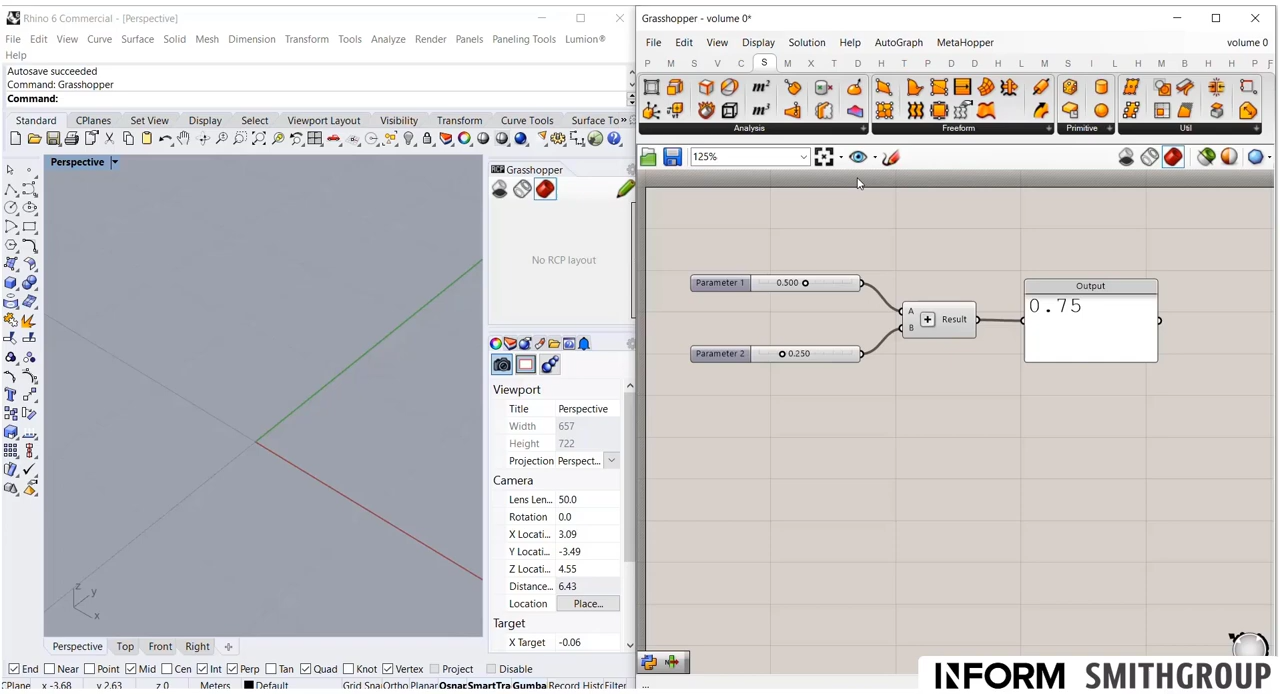 Rhino 6 Commercial - [Perspective]
File Edit View Curve Surface Solid Mesh Dimension Transform Tools Analyze Render Panels Paneling Tools Lumion®
Help
Autosave succeeded
Command: Grasshopper
Command:
Standard CPlanes Set View Display Select Viewport Layout Visibility Transform Curve Tools Surface To »
Perspective
z
y
x
Perspective Top Front Right
End Near Point Mid Cen Int Perp Tan Quad Knot Vertex Project Disable
CPlane x -3.68 y 2.63 z 0 Meters Default Grid Snap Ortho Planar Osnap SmartTra Gumba Record Histo Filter
Grasshopper
No RCP layout
Viewport
Title Perspective
Width 657
Height 722
Projection Perspect...
Camera
Lens Len... 50.0
Rotation 0.0
X Locati... 3.09
Y Locati... -3.49
Z Locati... 4.55
Distance... 6.43
Location Place...
Target
X Target -0.06
Grasshopper - volume 0*
File Edit View Display Solution Help AutoGraph MetaHopper volume 0
P M S V C S M X T D H T P F D D H M S I L M B H H P F
m²
m³
Analysis Freeform Primitive Util
125%
Parameter 1 0.500
Parameter 2 0.250
A
B
+ Result
Output
0.75
...
INFORM SMITHGROUP